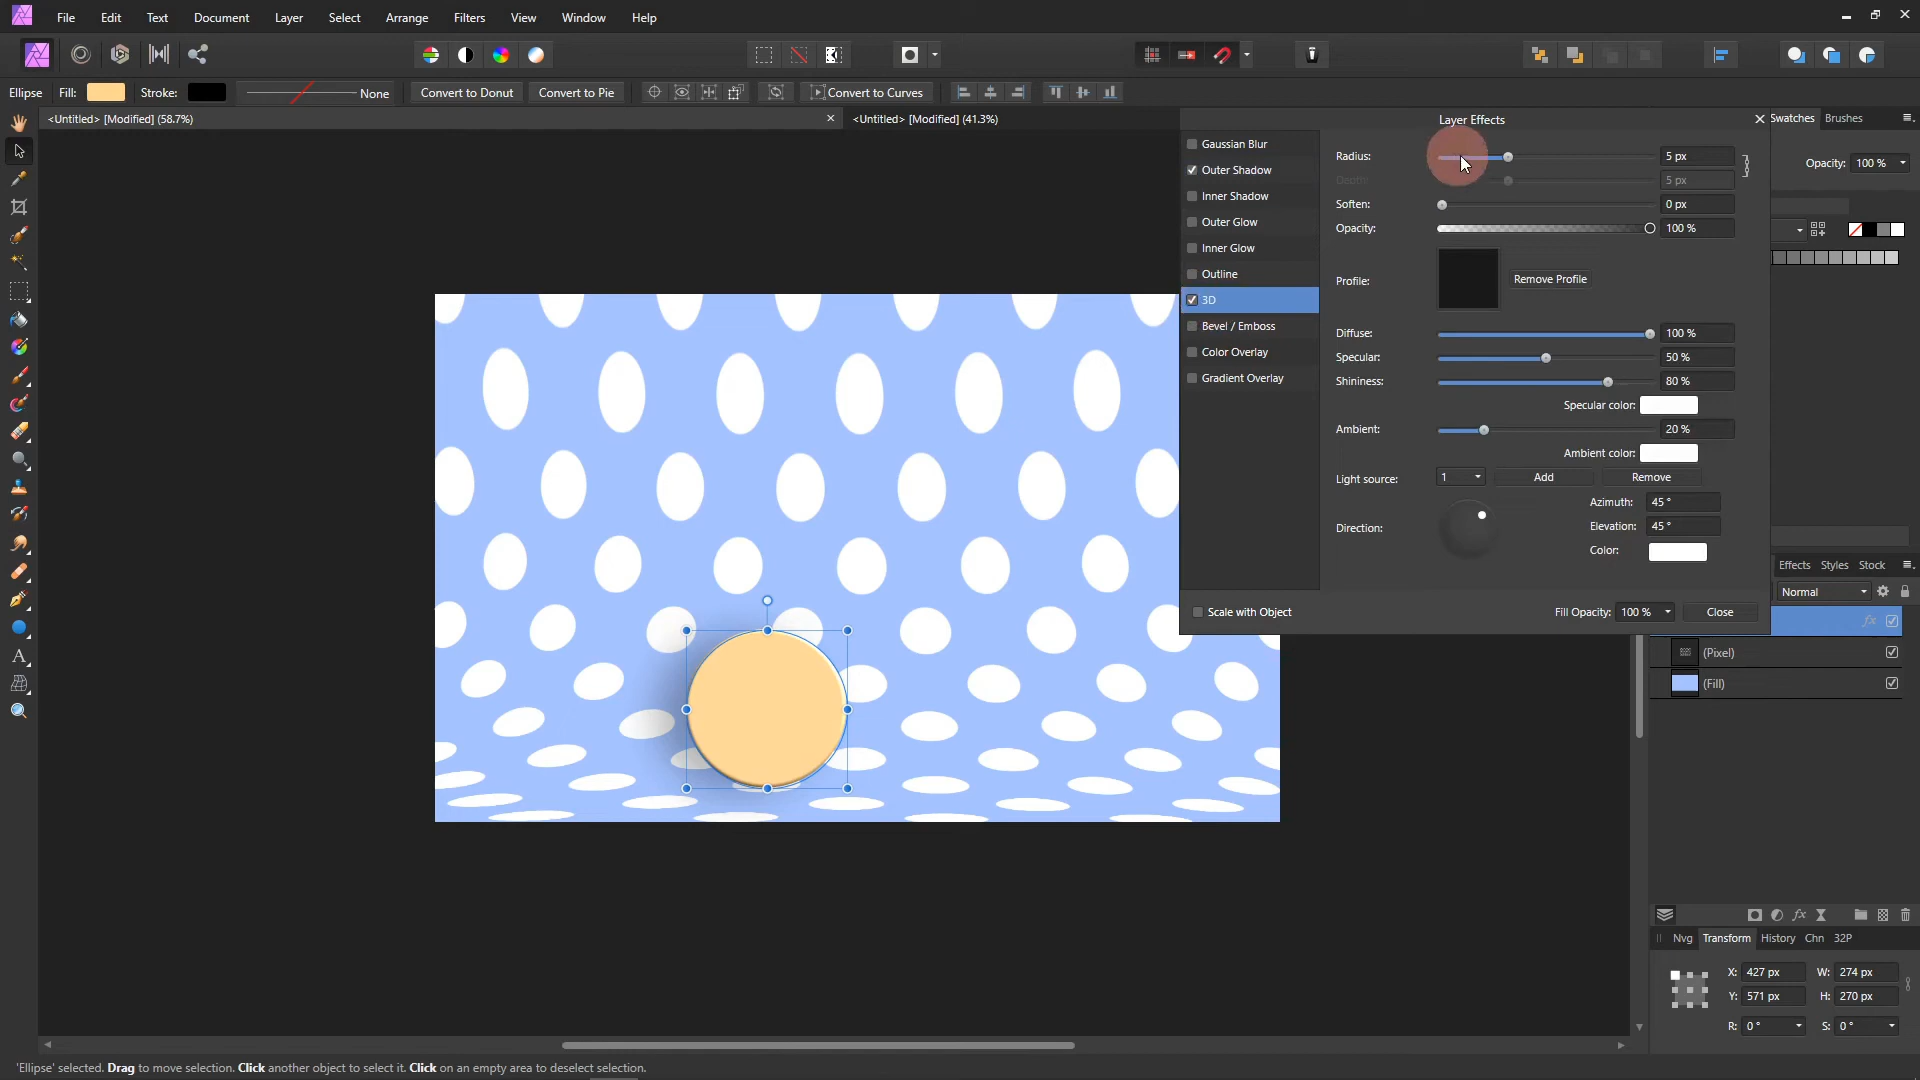 File Edit Text Document Layer Select Arrange Filters View Window Help
Ellipse Fill: Stroke: None Convert to Donut Convert to Pie Convert to Curves
<Untitled> [Modified] (58.7%) <Untitled> [Modified] (41.3%) Layer Effects Swatches Brushes
Gaussian Blur
Outer Shadow
Inner Shadow
Outer Glow
Inner Glow
Outline
3D
Bevel / Emboss
Color Overlay
Gradient Overlay
Radius: 5 px
Depth: 5 px
Soften: 0 px
Opacity: 100 %
Profile: Remove Profile
Diffuse: 100 %
Specular: 50 %
Shininess: 80 %
Specular color:
Ambient: 20 %
Ambient color:
Light source: 1 Add Remove
Azimuth: 45 °
Direction: Elevation: 45 °
Color:
Scale with Object Fill Opacity: 100 % Close
Opacity: 100 %
Effects Styles Stock
Normal
fx
(Pixel)
(Fill)
fx
Nvg Transform History Chn 32P
X: 427 px W: 274 px
Y: 571 px H: 270 px
R: 0 ° S: 0 °
A
'Ellipse' selected. Drag to move selection. Click another object to select it. Click on an empty area to deselect selection.